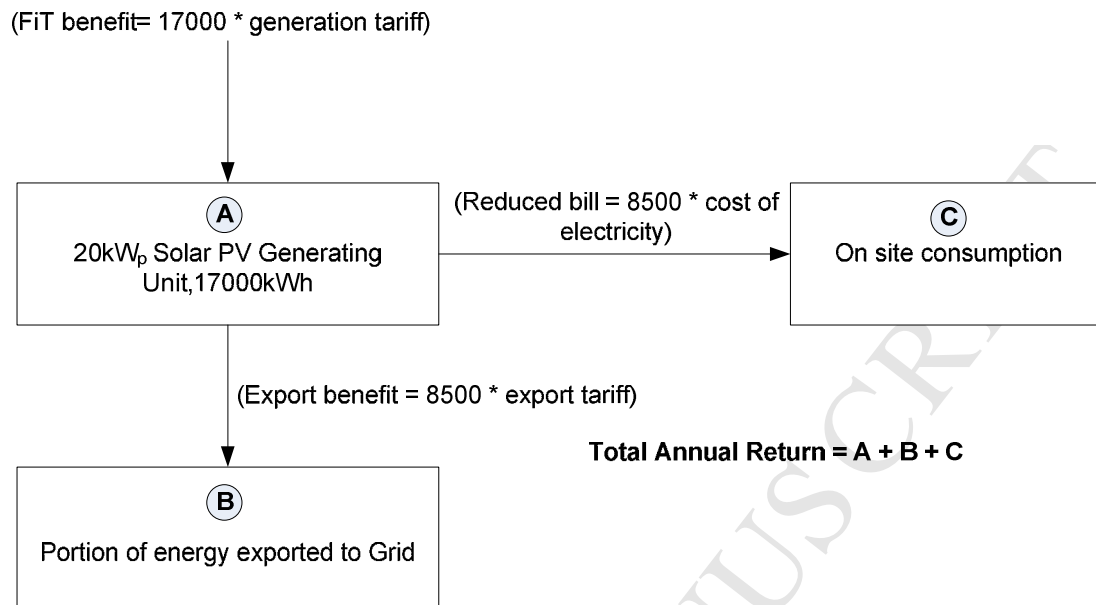 (FiT benefit= 17000 * generation tariff)
A
20kWp Solar PV Generating
Unit,17000kWh
(Reduced bill = 8500 * cost of
electricity)
C
On site consumption
(Export benefit = 8500 * export tariff)
Total Annual Return = A + B + C
B
Portion of energy exported to Grid